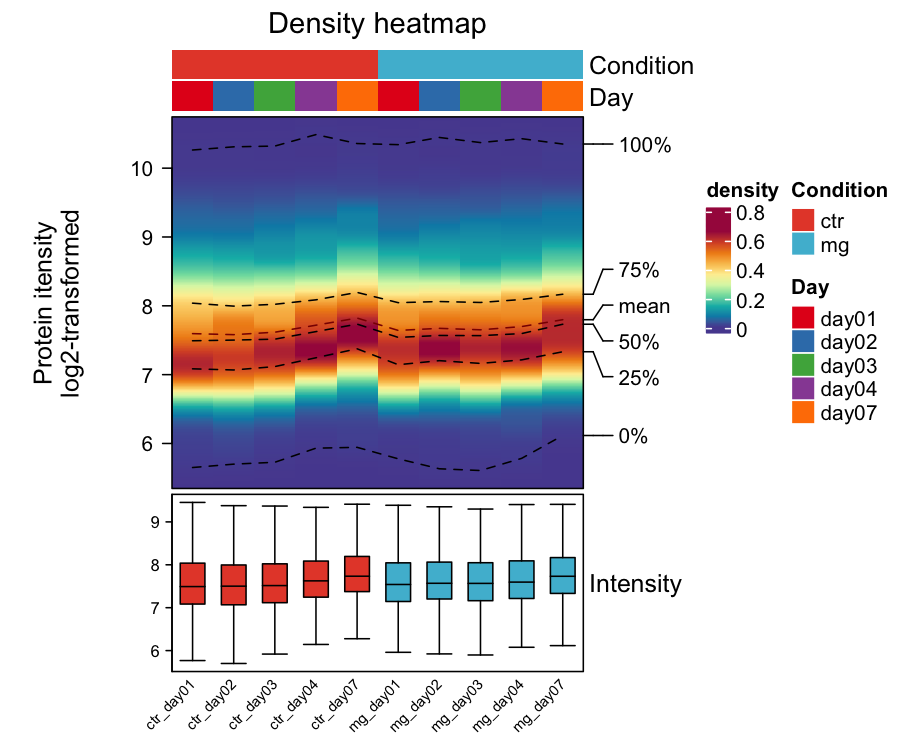 Density heatmap
Condition
Day
Protein itensity
log2-transformed
10
9
8
7
6
100%
75%
mean
50%
25%
0%
density
0.8
0.6
0.4
0.2
0
Condition
ctr
mg
Day
day01
day02
day03
day04
day07
9
8
7
6
Intensity
ctr_day01
ctr_day02
ctr_day03
ctr_day04
ctr_day07
mg_day01
mg_day02
mg_day03
mg_day04
mg_day07